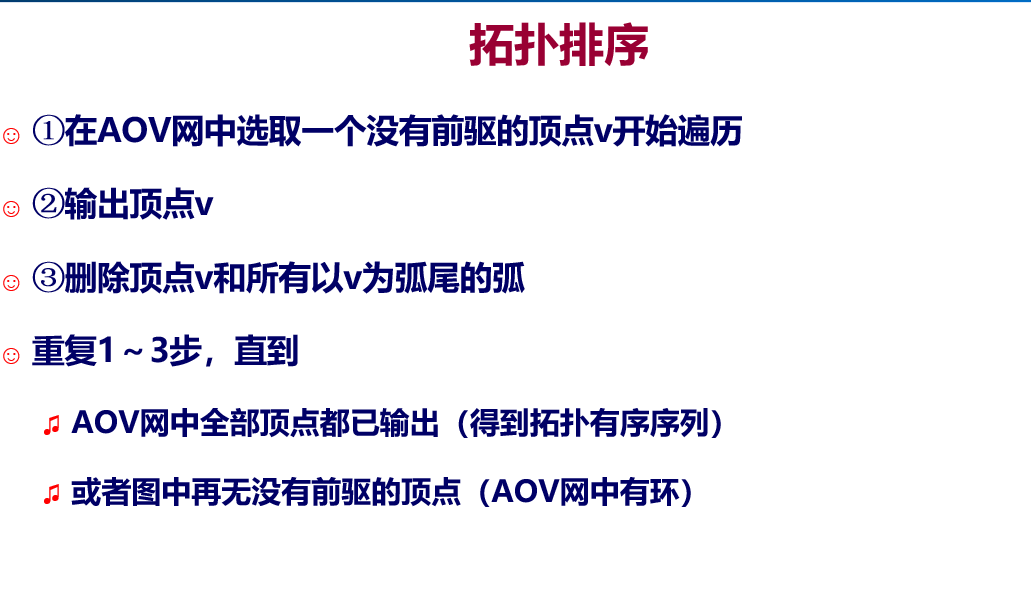 拓扑排序
☺ ①在AOV网中选取一个没有前驱的顶点v开始遍历
☺ ②输出顶点v
☺ ③删除顶点v和所有以v为弧尾的弧
☺ 重复1～3步，直到
♫ AOV网中全部顶点都已输出（得到拓扑有序序列）
♫ 或者图中再无没有前驱的顶点（AOV网中有环）